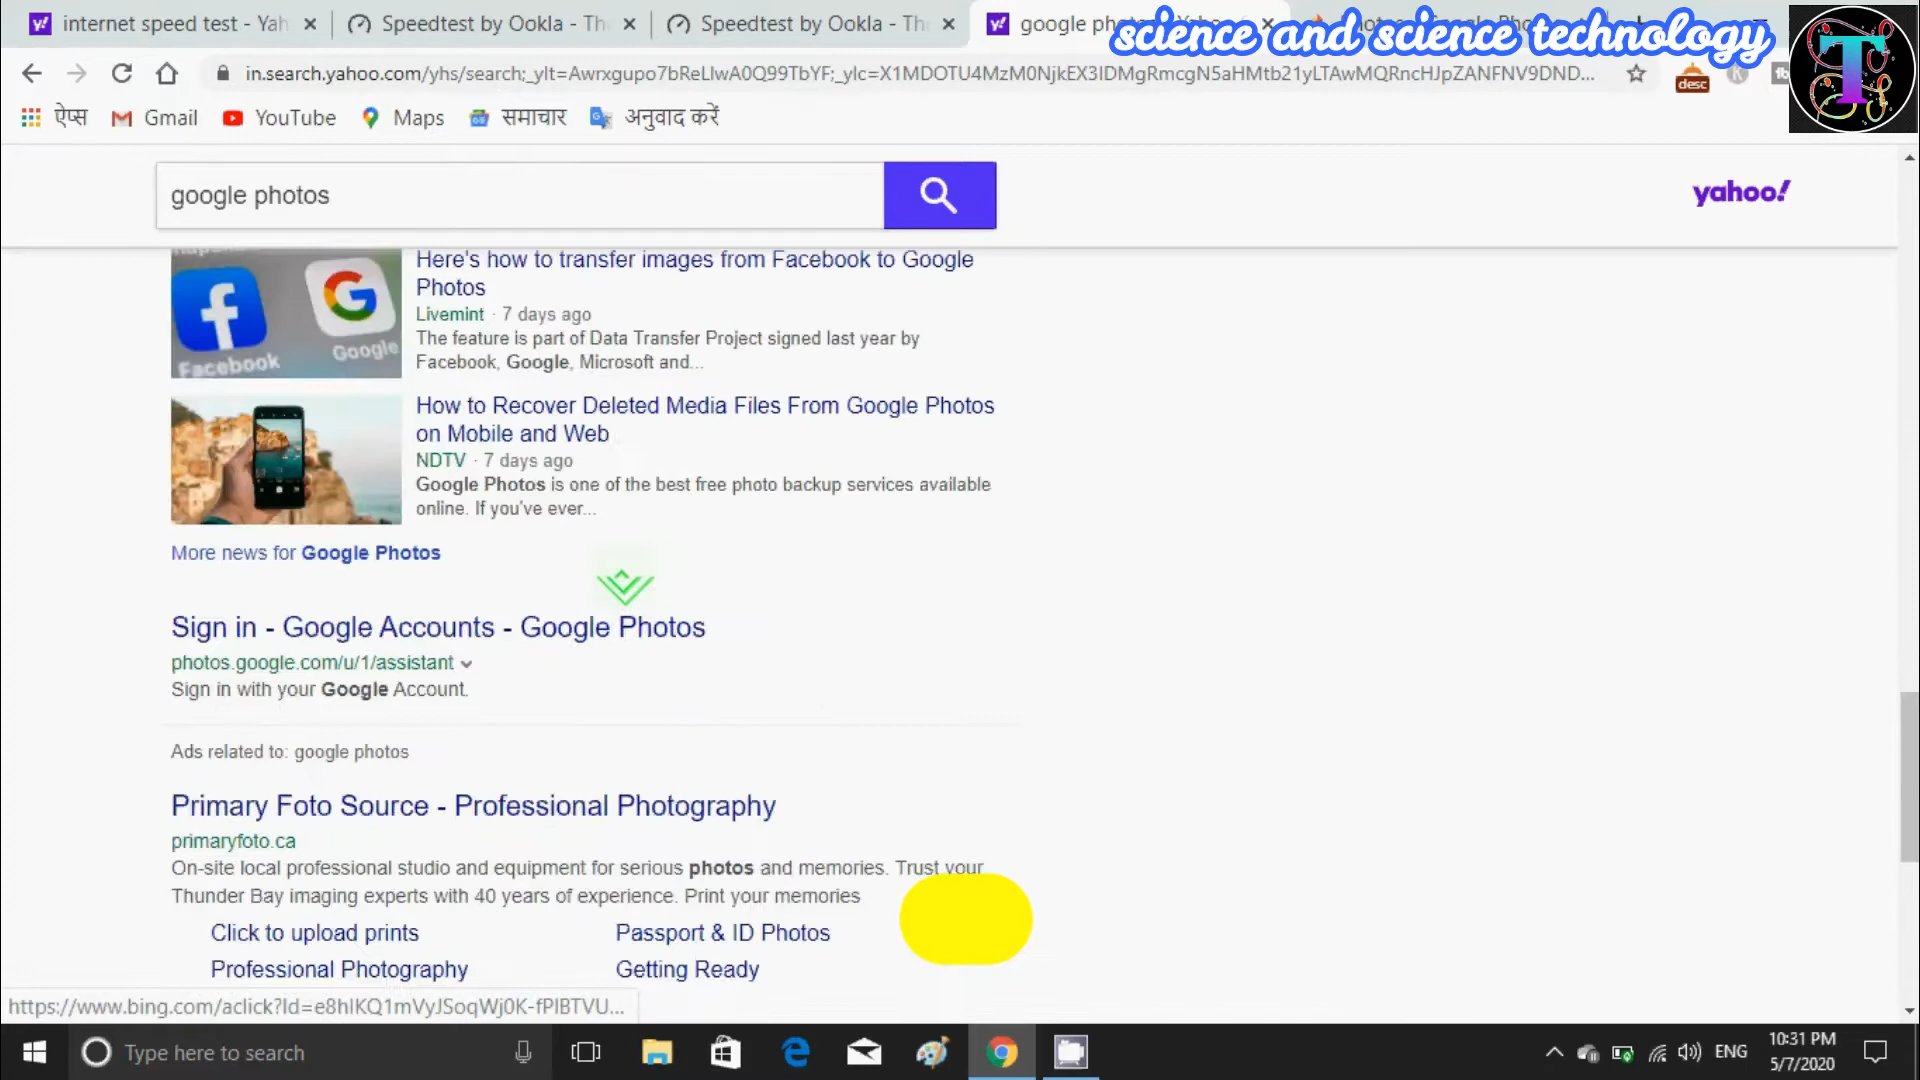 internet speed test - Yah
Speedtest by Ookla - The
Speedtest by Ookla - The
science and science technology
in.search.yahoo.com/yhs/search;_ylt=Awrxgupo7bReLlwA0Q99TbYF;_ylc=X1MDOTU4MzM0NjkEX3IDMgRmcgN5aHMtb21yLTAwMQRncHJpZANFNV9DND...
desc
ऐप्स
Gmail
YouTube
Maps
समाचार
अनुवाद करें
google photos
yahoo!
Here's how to transfer images from Facebook to Google
Photos
Livemint · 7 days ago
The feature is part of Data Transfer Project signed last year by
Facebook, Google, Microsoft and...
Facebook
Google
How to Recover Deleted Media Files From Google Photos
on Mobile and Web
NDTV · 7 days ago
Google Photos is one of the best free photo backup services available
online. If you've ever...
More news for Google Photos
Sign in - Google Accounts - Google Photos
photos.google.com/u/1/assistant
Sign in with your Google Account.
Ads related to: google photos
Primary Foto Source - Professional Photography
primaryfoto.ca
On-site local professional studio and equipment for serious photos and memories. Trust your
Thunder Bay imaging experts with 40 years of experience. Print your memories
Click to upload prints
Passport & ID Photos
Professional Photography
Getting Ready
https://www.bing.com/aclick?ld=e8hIKQ1mVyJSoqWj0K-fPlBTVU...
Type here to search
ENG
10:31 PM
5/7/2020